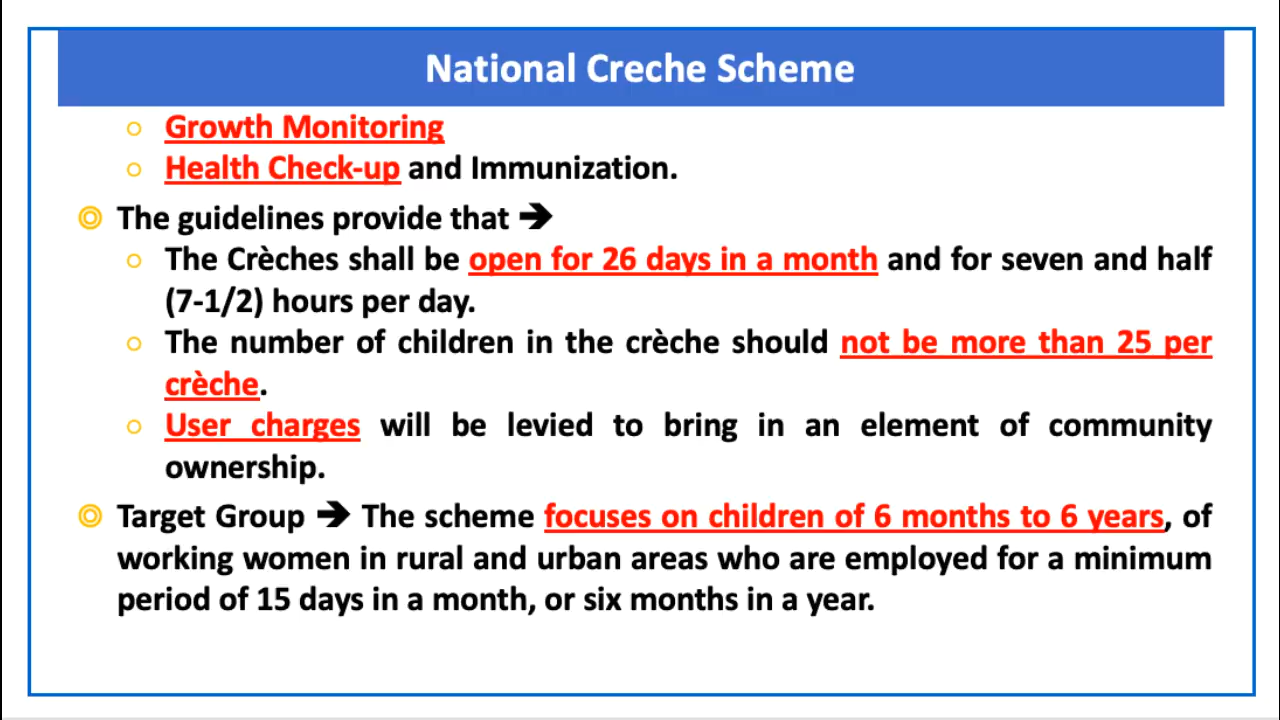 National Creche Scheme
Growth Monitoring
Health Check-up and Immunization.
The guidelines provide that ➔
The Crèches shall be open for 26 days in a month and for seven and half
(7-1/2) hours per day.
The number of children in the crèche should not be more than 25 per
crèche.
User charges will be levied to bring in an element of community
ownership.
Target Group ➔ The scheme focuses on children of 6 months to 6 years, of
working women in rural and urban areas who are employed for a minimum
period of 15 days in a month, or six months in a year.